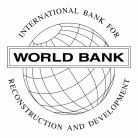 INTERNATIONAL BANK FOR
WORLD BANK
RECONSTRUCTION AND DEVELOPMENT